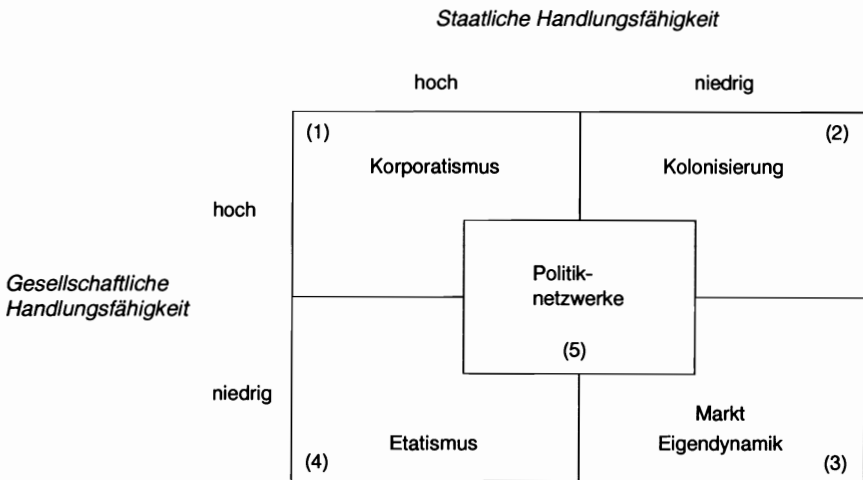 Staatliche Handlungsfähigkeit
hoch niedrig
(1) (2)
Korporatismus Kolonisierung
hoch
Gesellschaftliche
Handlungsfähigkeit
Politik-
netzwerke
(5)
niedrig
Markt
Etatismus Eigendynamik
(4) (3)